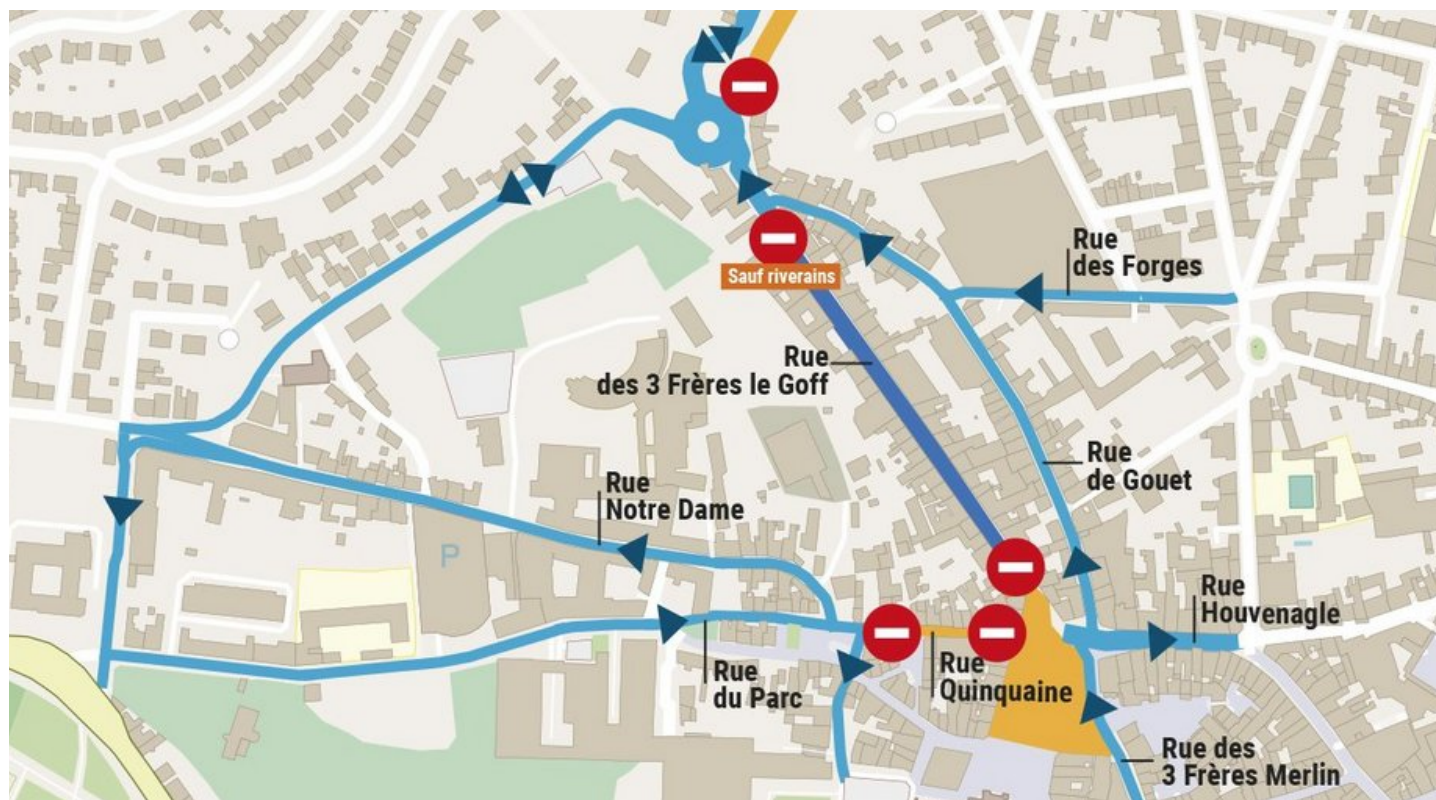 Rue
des Forges
Sauf riverains
Rue
des 3 Frères le Goff
Rue
de Gouet
Rue
Notre Dame
P
Rue
Houvenagle
Rue
du Parc
Rue
Quinquaine
Rue des
3 Frères Merlin